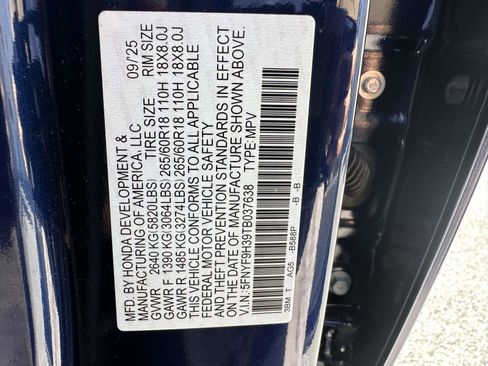 MFD. BY HONDA DEVELOPMENT & 09/'25
MANUFACTURING OF AMERICA, LLC.
TIRE SIZE RIM SIZE
GVWR 2640 KG(5820LBS)
GAWR F 1390 KG(3064LBS) 265/60R18 110H 18X8.0J
GAWR R 1485 KG(3274LBS) 265/60R18 110H 18X8.0J
THIS VEHICLE CONFORMS TO ALL APPLICABLE
FEDERAL MOTOR VEHICLE SAFETY
AND THEFT PREVENTION STANDARDS IN EFFECT
ON THE DATE OF MANUFACTURE SHOWN ABOVE.
V.I.N.:5FNYF9H39TB037638 TYPE:MPV
3BM T AG5 -B588P -B -B